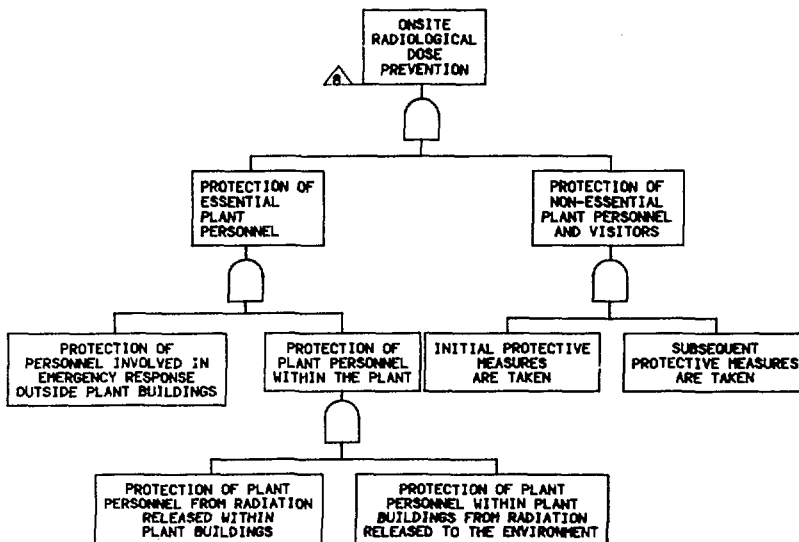 ONSITE
RADIOLOGICAL
DOSE
PREVENTION
8
PROTECTION OF
ESSENTIAL
PLANT
PERSONNEL
PROTECTION OF
NON-ESSENTIAL
PLANT PERSONNEL
AND VISITORS
PROTECTION OF
PERSONNEL INVOLVED IN
EMERGENCY RESPONSE
OUTSIDE PLANT BUILDINGS
PROTECTION OF
PLANT PERSONNEL
WITHIN THE PLANT
INITIAL PROTECTIVE
MEASURES
ARE TAKEN
SUBSEQUENT
PROTECTIVE MEASURES
ARE TAKEN
PROTECTION OF PLANT
PERSONNEL FROM RADIATION
RELEASED WITHIN
PLANT BUILDINGS
PROTECTION OF PLANT
PERSONNEL WITHIN PLANT
BUILDINGS FROM RADIATION
RELEASED TO THE ENVIRONMENT